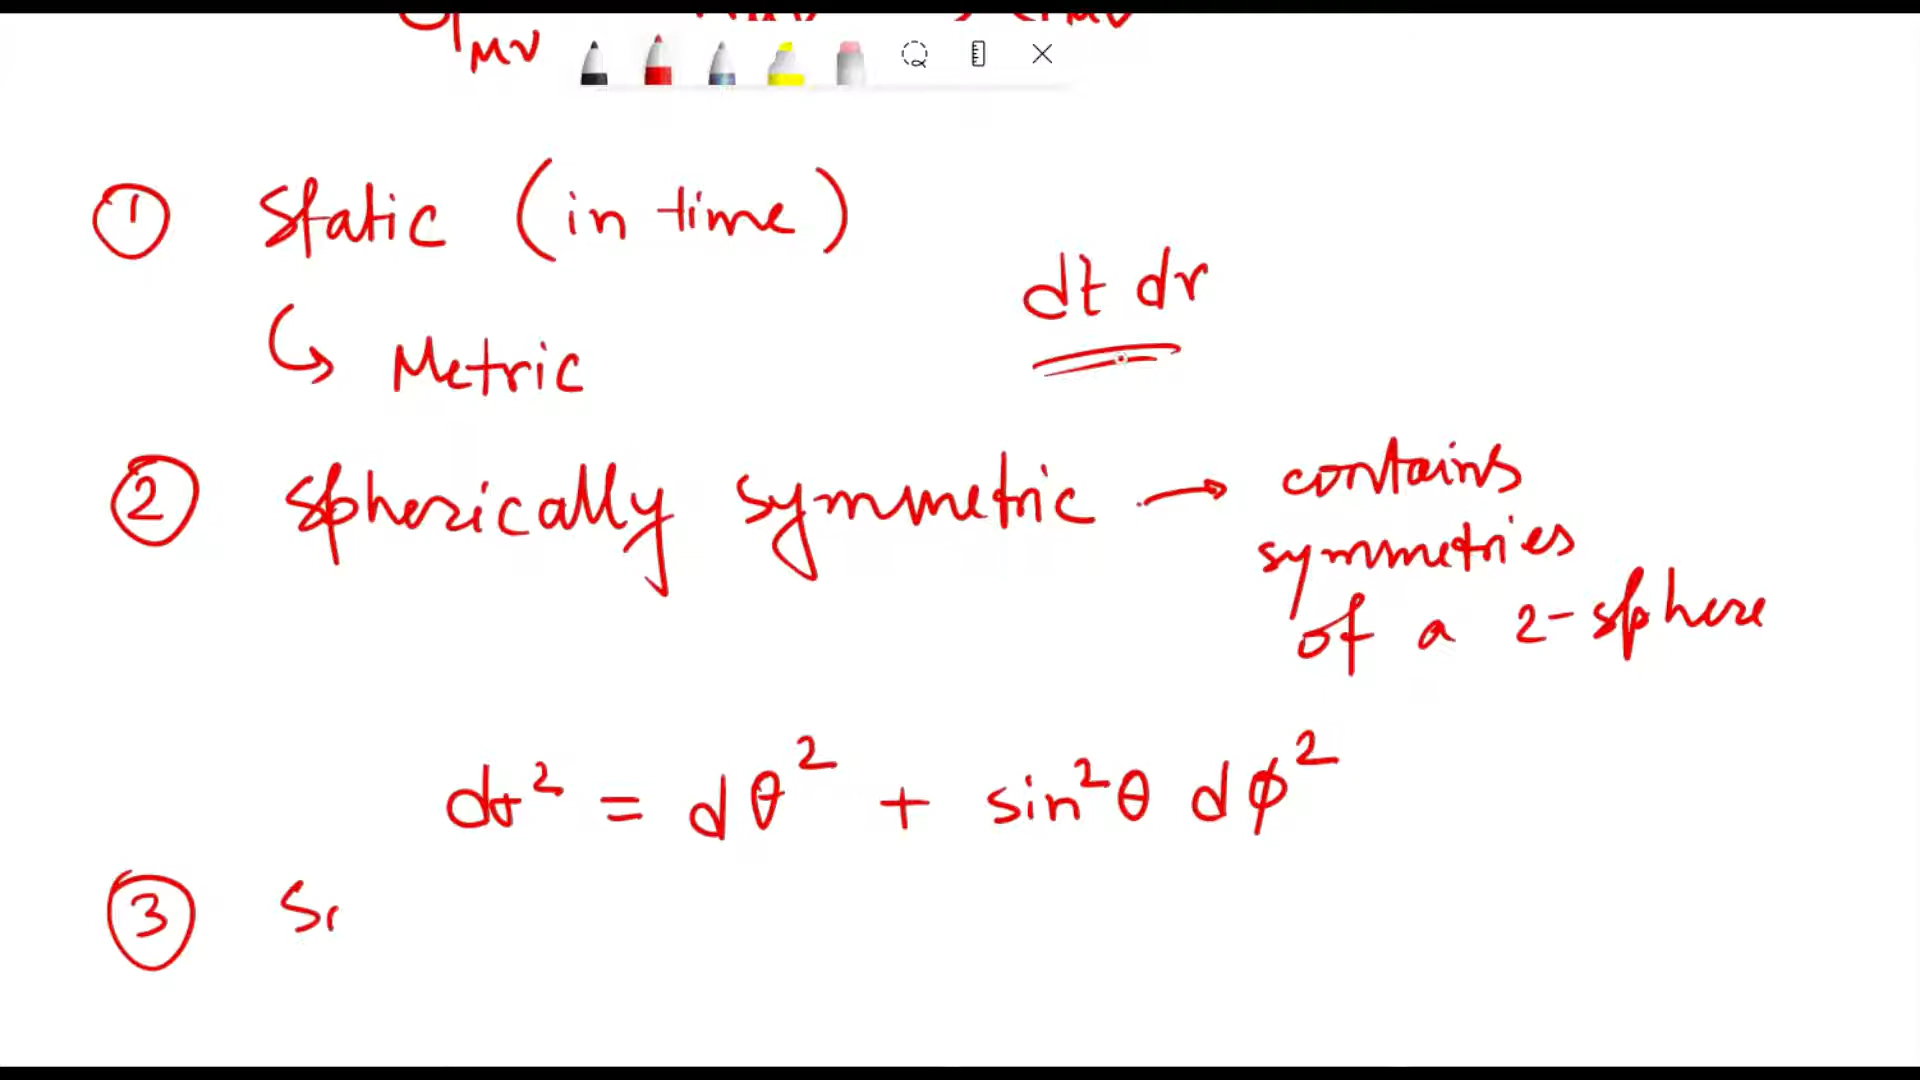 μν
① Static (in time)
dt dr
↳ Metric
② Spherically symmetric → contains
symmetries
of a 2-sphere
dσ² = dθ² + sin²θ dϕ²
③